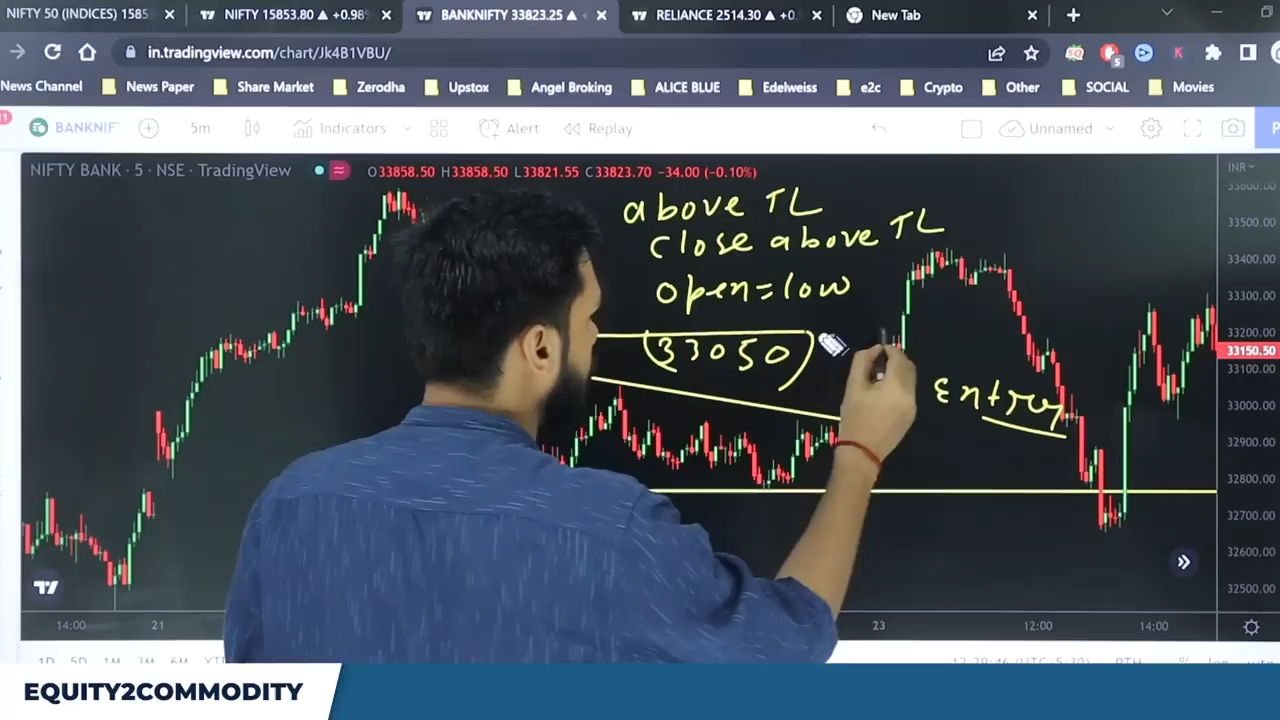 NIFTY 50 (INDICES) 1585
NIFTY 15853.80 ▲ +0.98%
BANKNIFTY 33823.25 ▲
RELIANCE 2514.30 ▲ +0.
New Tab
in.tradingview.com/chart/Jk4B1VBU/
News Channel
News Paper
Share Market
Zerodha
Upstox
Angel Broking
ALICE BLUE
Edelweiss
e2c
Crypto
Other
SOCIAL
Movies
BANKNIF
5m
Indicators
Alert
Replay
Unnamed
NIFTY BANK · 5 · NSE · TradingView
O33858.50 H33858.50 L33821.55 C33823.70 −34.00 (−0.10%)
INR
above TL
close above TL
open=low
33050
Entry
33600.00
33500.00
33400.00
33300.00
33200.00
33150.50
33100.00
33000.00
32900.00
32800.00
32700.00
32600.00
32500.00
14:00
21
23
12:00
14:00
1D 5D 1M 3M 6M
EQUITY2COMMODITY